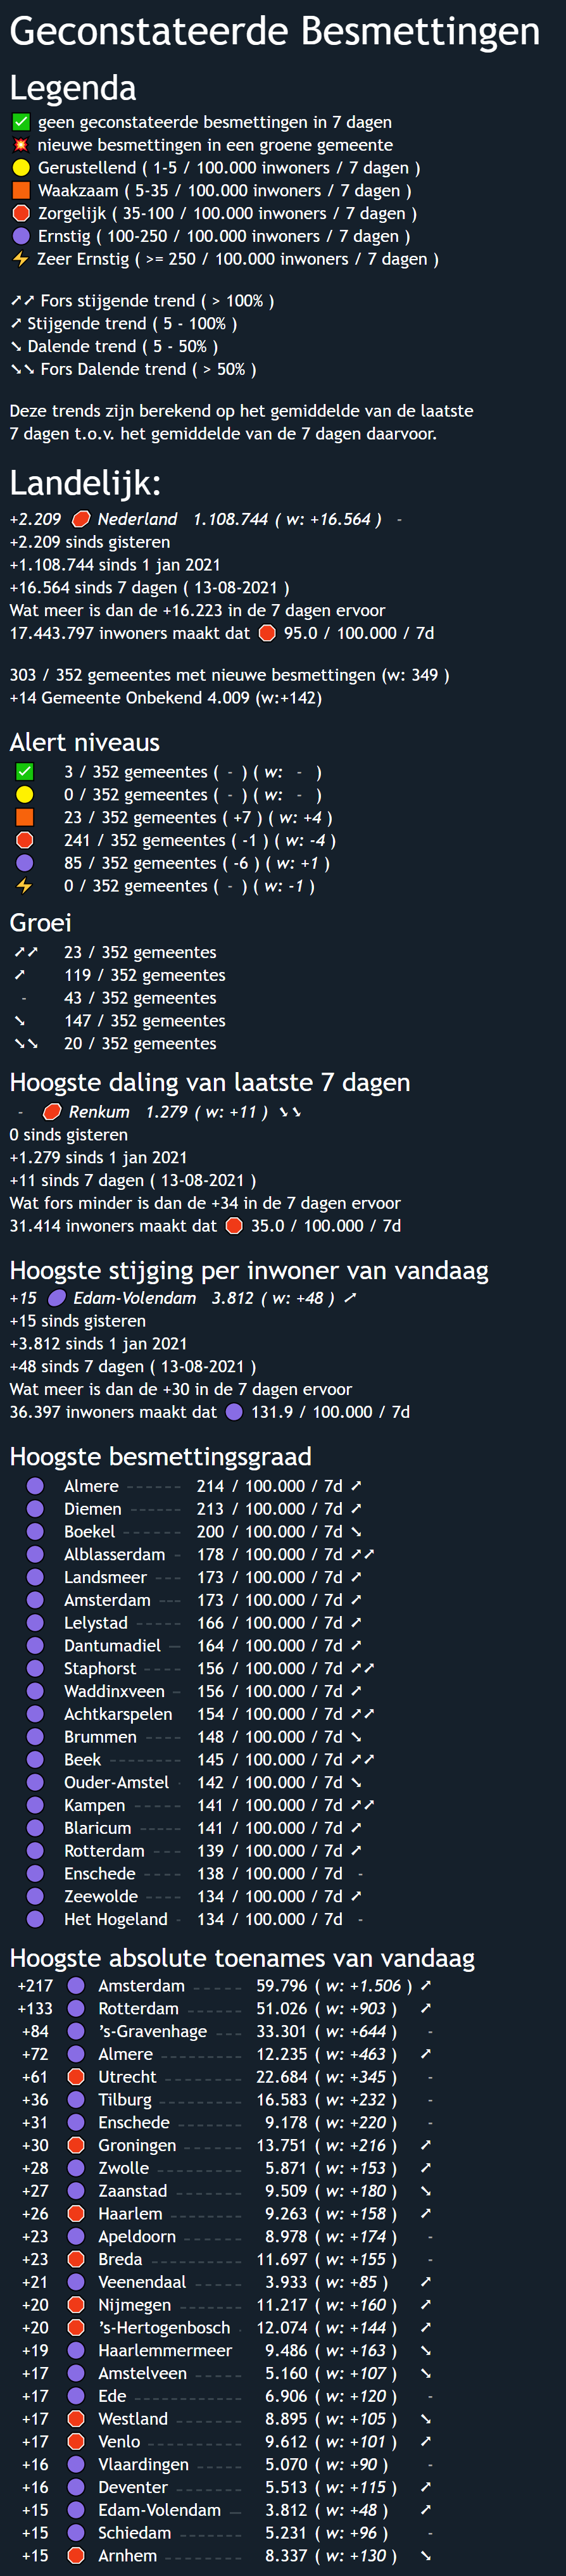 Geconstateerde Besmettingen
Legenda
✅ geen geconstateerde besmettingen in 7 dagen
💥 nieuwe besmettingen in een groene gemeente
🟡 Gerustellend ( 1-5 / 100.000 inwoners / 7 dagen )
🟧 Waakzaam ( 5-35 / 100.000 inwoners / 7 dagen )
🛑 Zorgelijk ( 35-100 / 100.000 inwoners / 7 dagen )
🟣 Ernstig ( 100-250 / 100.000 inwoners / 7 dagen )
⚡ Zeer Ernstig ( >= 250 / 100.000 inwoners / 7 dagen )
➚➚ Fors stijgende trend ( > 100% )
➚ Stijgende trend ( 5 - 100% )
➘ Dalende trend ( 5 - 50% )
➘➘ Fors Dalende trend ( > 50% )
Deze trends zijn berekend op het gemiddelde van de laatste
7 dagen t.o.v. het gemiddelde van de 7 dagen daarvoor.
Landelijk:
+2.209 🛑 Nederland 1.108.744 ( w: +16.564 ) -
+2.209 sinds gisteren
+1.108.744 sinds 1 jan 2021
+16.564 sinds 7 dagen ( 13-08-2021 )
Wat meer is dan de +16.223 in de 7 dagen ervoor
17.443.797 inwoners maakt dat 🛑 95.0 / 100.000 / 7d
303 / 352 gemeentes met nieuwe besmettingen (w: 349 )
+14 Gemeente Onbekend 4.009 (w:+142)
Alert niveaus
✅ 3 / 352 gemeentes ( - ) ( w: - )
🟡 0 / 352 gemeentes ( - ) ( w: - )
🟧 23 / 352 gemeentes ( +7 ) ( w: +4 )
🛑 241 / 352 gemeentes ( -1 ) ( w: -4 )
🟣 85 / 352 gemeentes ( -6 ) ( w: +1 )
⚡ 0 / 352 gemeentes ( - ) ( w: -1 )
Groei
➚➚ 23 / 352 gemeentes
➚ 119 / 352 gemeentes
- 43 / 352 gemeentes
➘ 147 / 352 gemeentes
➘➘ 20 / 352 gemeentes
Hoogste daling van laatste 7 dagen
- 🛑 Renkum 1.279 ( w: +11 ) ➘➘
0 sinds gisteren
+1.279 sinds 1 jan 2021
+11 sinds 7 dagen ( 13-08-2021 )
Wat fors minder is dan de +34 in de 7 dagen ervoor
31.414 inwoners maakt dat 🛑 35.0 / 100.000 / 7d
Hoogste stijging per inwoner van vandaag
+15 🟣 Edam-Volendam 3.812 ( w: +48 ) ➚
+15 sinds gisteren
+3.812 sinds 1 jan 2021
+48 sinds 7 dagen ( 13-08-2021 )
Wat meer is dan de +30 in de 7 dagen ervoor
36.397 inwoners maakt dat 🟣 131.9 / 100.000 / 7d
Hoogste besmettingsgraad
🟣 Almere ------ 214 / 100.000 / 7d ➚
🟣 Diemen ------ 213 / 100.000 / 7d ➚
🟣 Boekel ------ 200 / 100.000 / 7d ➘
🟣 Alblasserdam - 178 / 100.000 / 7d ➚➚
🟣 Landsmeer --- 173 / 100.000 / 7d ➚
🟣 Amsterdam --- 173 / 100.000 / 7d ➚
🟣 Lelystad ----- 166 / 100.000 / 7d ➚
🟣 Dantumadiel -- 164 / 100.000 / 7d ➚
🟣 Staphorst ---- 156 / 100.000 / 7d ➚➚
🟣 Waddinxveen - 156 / 100.000 / 7d ➚
🟣 Achtkarspelen 154 / 100.000 / 7d ➚➚
🟣 Brummen ---- 148 / 100.000 / 7d ➘
🟣 Beek -------- 145 / 100.000 / 7d ➚➚
🟣 Ouder-Amstel - 142 / 100.000 / 7d ➘
🟣 Kampen ----- 141 / 100.000 / 7d ➚➚
🟣 Blaricum ----- 141 / 100.000 / 7d ➚
🟣 Rotterdam --- 139 / 100.000 / 7d ➚
🟣 Enschede ---- 138 / 100.000 / 7d -
🟣 Zeewolde ---- 134 / 100.000 / 7d ➚
🟣 Het Hogeland - 134 / 100.000 / 7d -
Hoogste absolute toenames van vandaag
+217 🟣 Amsterdam ----- 59.796 ( w: +1.506 ) ➚
+133 🟣 Rotterdam ------ 51.026 ( w: +903 ) ➚
+84 🟣 's-Gravenhage --- 33.301 ( w: +644 ) -
+72 🟣 Almere --------- 12.235 ( w: +463 ) ➚
+61 🛑 Utrecht --------- 22.684 ( w: +345 ) -
+36 🟣 Tilburg --------- 16.583 ( w: +232 ) -
+31 🟣 Enschede ------- 9.178 ( w: +220 ) -
+30 🛑 Groningen ------ 13.751 ( w: +216 ) ➚
+28 🟣 Zwolle --------- 5.871 ( w: +153 ) ➚
+27 🟣 Zaanstad ------- 9.509 ( w: +180 ) ➘
+26 🛑 Haarlem -------- 9.263 ( w: +158 ) ➚
+23 🟣 Apeldoorn ------ 8.978 ( w: +174 ) -
+23 🛑 Breda ---------- 11.697 ( w: +155 ) -
+21 🟣 Veenendaal ----- 3.933 ( w: +85 ) ➚
+20 🛑 Nijmegen ------- 11.217 ( w: +160 ) ➚
+20 🛑 's-Hertogenbosch - 12.074 ( w: +144 ) ➚
+19 🟣 Haarlemmermeer 9.486 ( w: +163 ) ➘
+17 🟣 Amstelveen ----- 5.160 ( w: +107 ) ➘
+17 🟣 Ede ------------ 6.906 ( w: +120 ) -
+17 🛑 Westland ------- 8.895 ( w: +105 ) ➘
+17 🛑 Venlo ---------- 9.612 ( w: +101 ) ➚
+16 🟣 Vlaardingen ----- 5.070 ( w: +90 ) -
+16 🟣 Deventer ------- 5.513 ( w: +115 ) ➚
+15 🟣 Edam-Volendam -- 3.812 ( w: +48 ) ➚
+15 🟣 Schiedam ------- 5.231 ( w: +96 ) -
+15 🛑 Arnhem -------- 8.337 ( w: +130 ) ➘